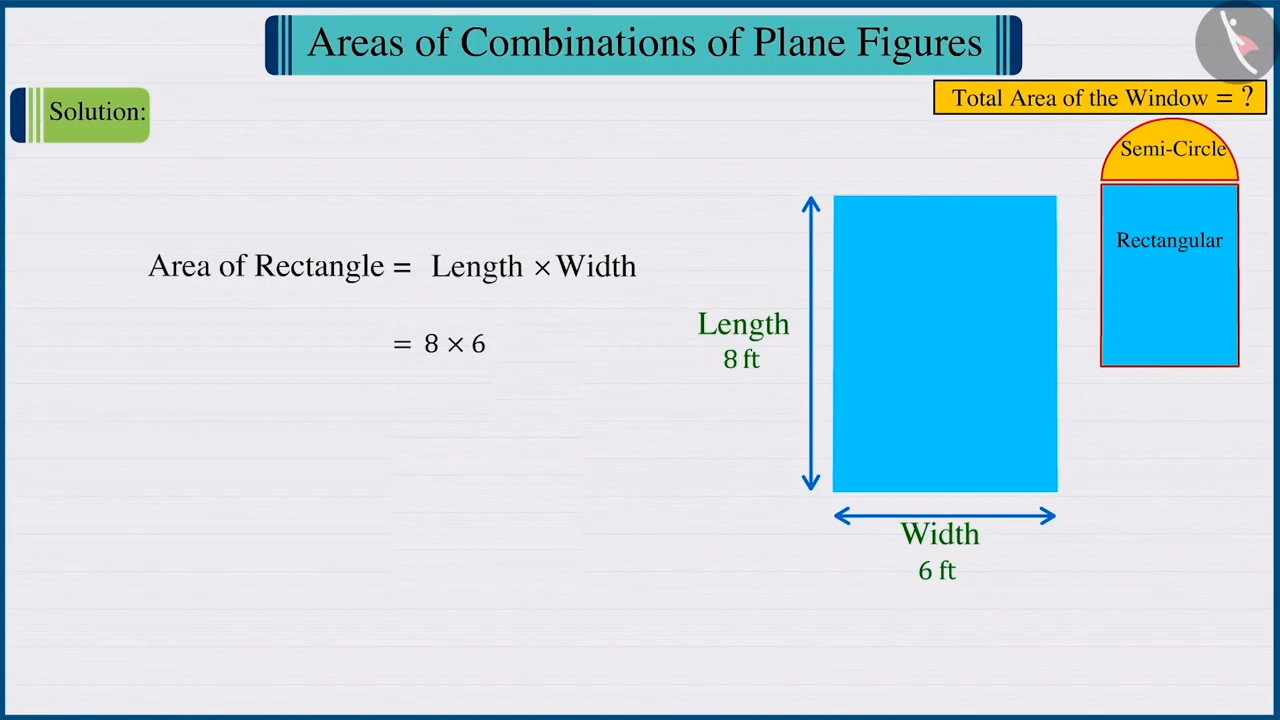 Areas of Combinations of Plane Figures
Solution:
Total Area of the Window = ?
Semi-Circle
Rectangular
Area of Rectangle = Length × Width
= 8 × 6
Length
8 ft
Width
6 ft